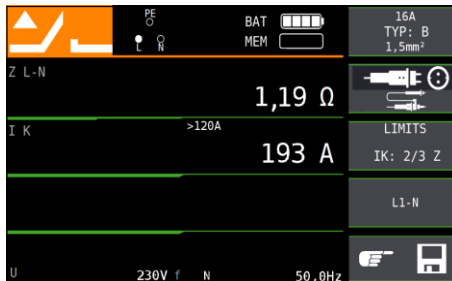 PE
L N
BAT
MEM
16A
TYP: B
1,5mm²
Z L-N
1,19 Ω
I K
>120A
193 A
LIMITS
IK: 2/3 Z
L1-N
U 230V f N 50.0Hz